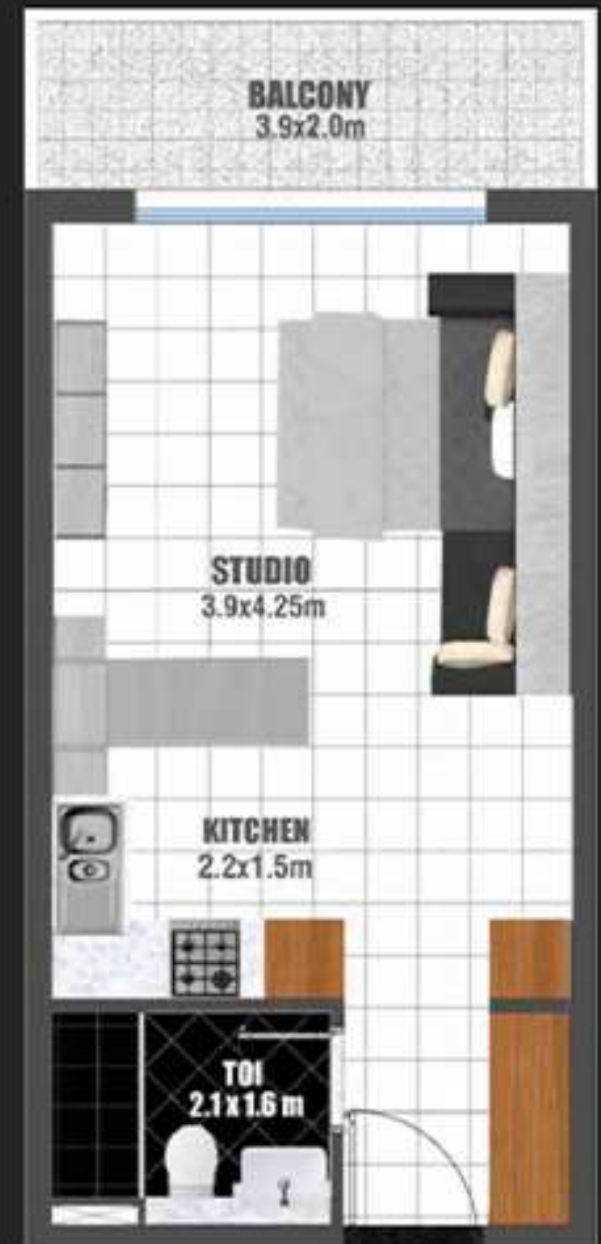 BALCONY
3.9x2.0m
STUDIO
3.9x4.25m
KITCHEN
2.2x1.5m
TOI
2.1x1.6 m